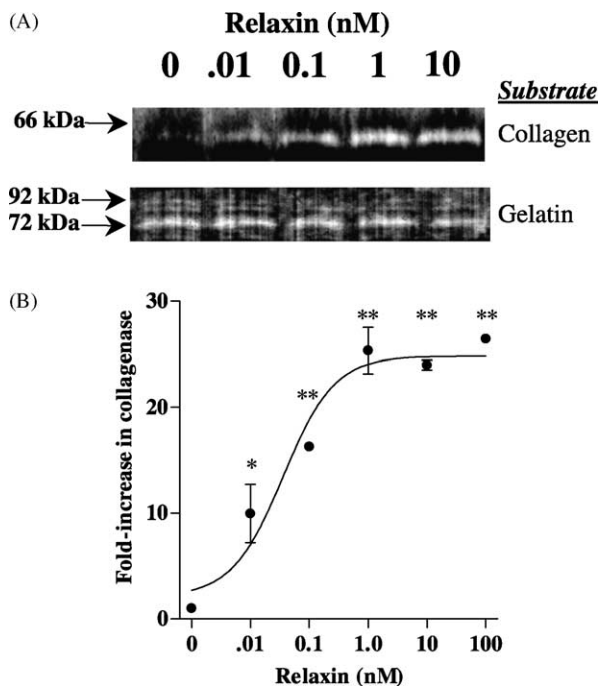 (A)
Relaxin (nM)
0 .01 0.1 1 10
Substrate
66 kDa
Collagen
92 kDa
72 kDa
Gelatin
(B)
30
20
10
0
Fold-increase in collagenase
*
**
**
**
**
0 .01 0.1 1.0 10 100
Relaxin (nM)